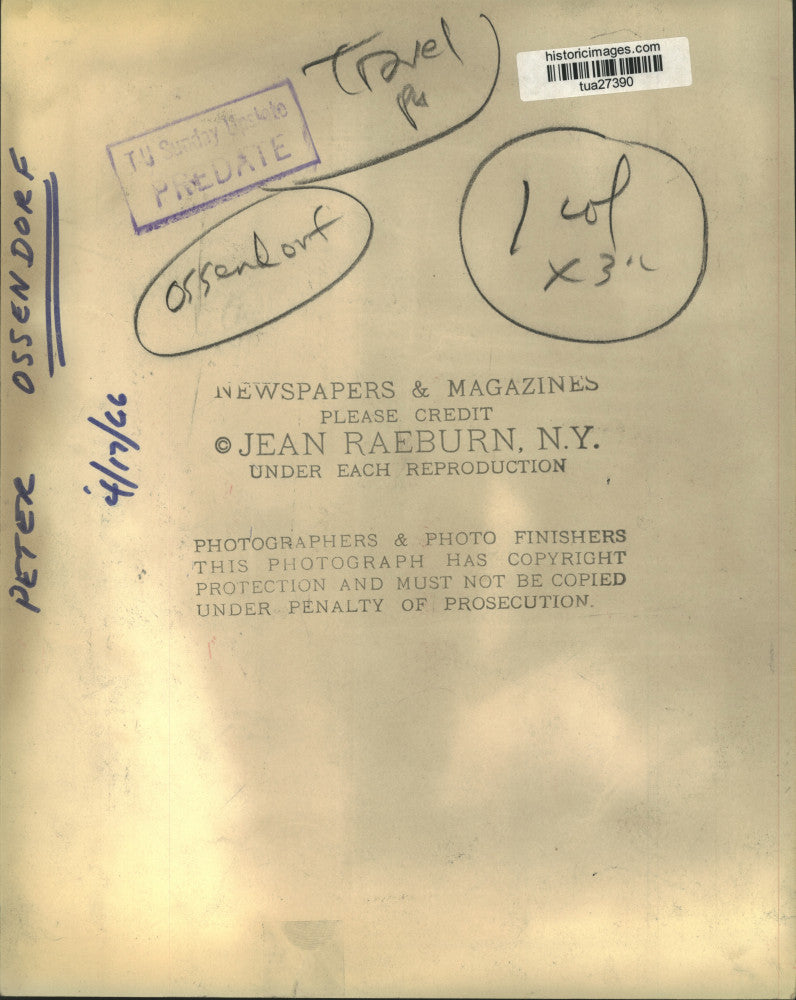 historicimages.com
tua27390
Travel
TU Sunday Upstate
PREDATE
Ossendorf
1 col
x 3"
NEWSPAPERS & MAGAZINES
PLEASE CREDIT
© JEAN RAEBURN, N.Y.
UNDER EACH REPRODUCTION
PHOTOGRAPHERS & PHOTO FINISHERS
THIS PHOTOGRAPH HAS COPYRIGHT
PROTECTION AND MUST NOT BE COPIED
UNDER PENALTY OF PROSECUTION.
PETER OSSENDORF
4/17/66